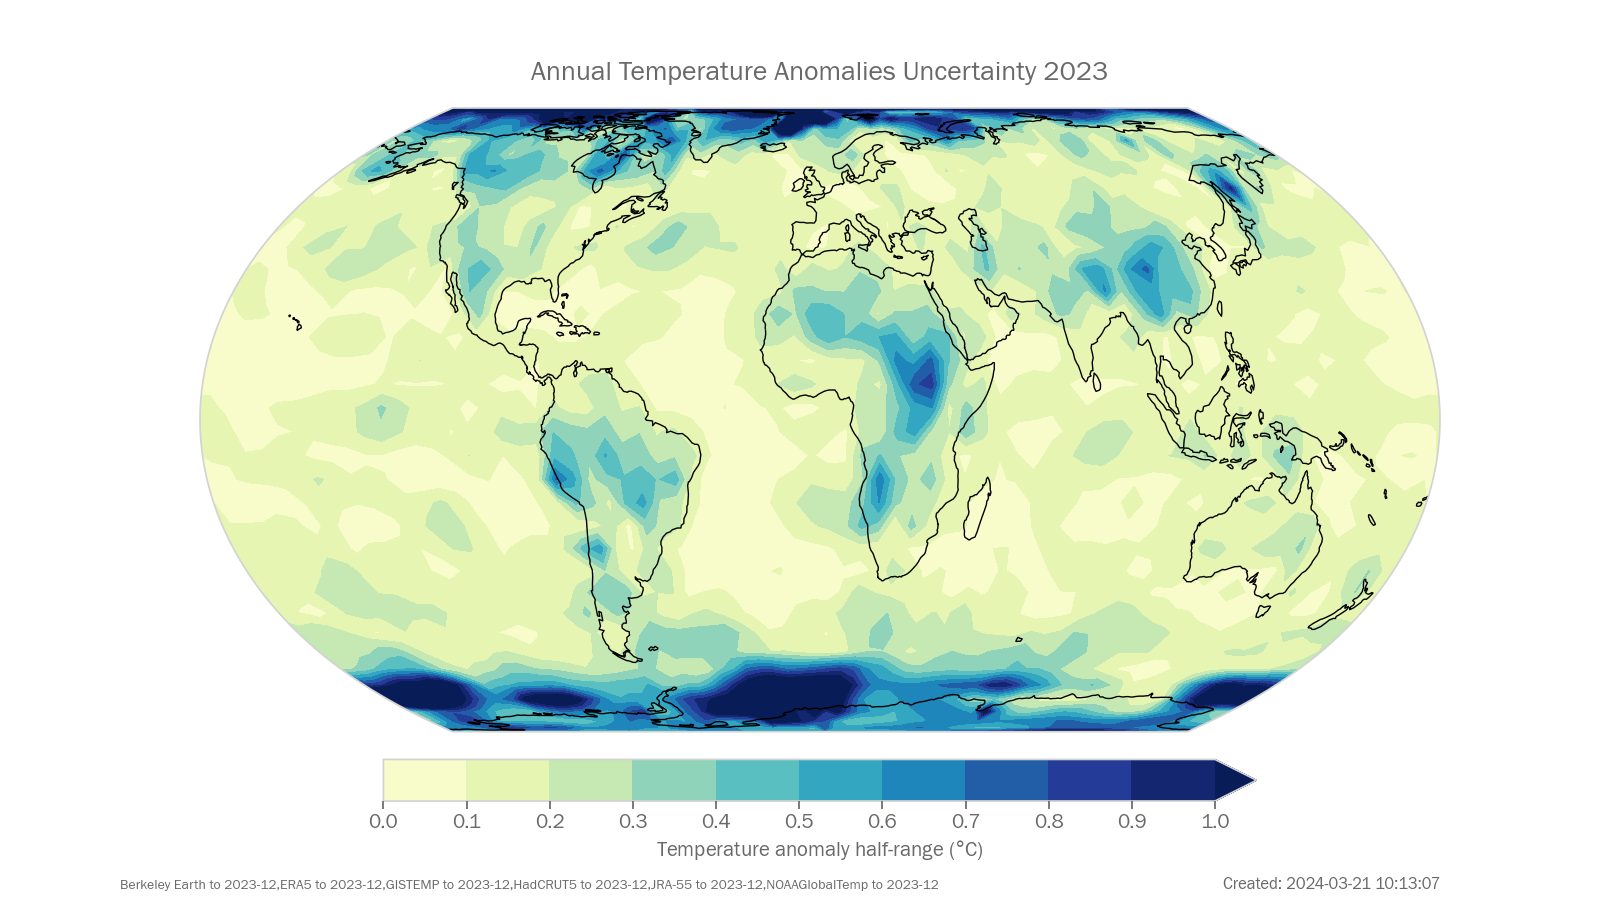 Annual Temperature Anomalies Uncertainty 2023
0.0 0.1 0.2 0.3 0.4 0.5 0.6 0.7 0.8 0.9 1.0
Temperature anomaly half-range (°C)
Berkeley Earth to 2023-12,ERA5 to 2023-12,GISTEMP to 2023-12,HadCRUT5 to 2023-12,JRA-55 to 2023-12,NOAAGlobalTemp to 2023-12
Created: 2024-03-21 10:13:07